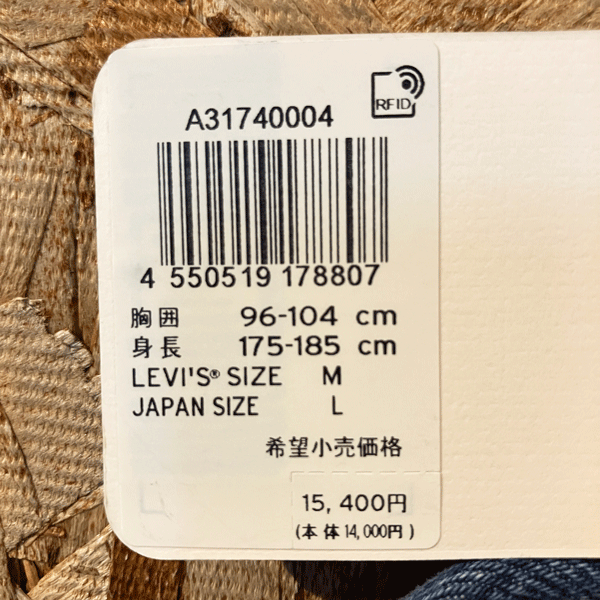 RFID
A31740004
4 550519 178807
胸囲 96-104 cm
身長 175-185 cm
LEVI'S® SIZE M
JAPAN SIZE L
希望小売価格
15,400円
(本体14,000円)